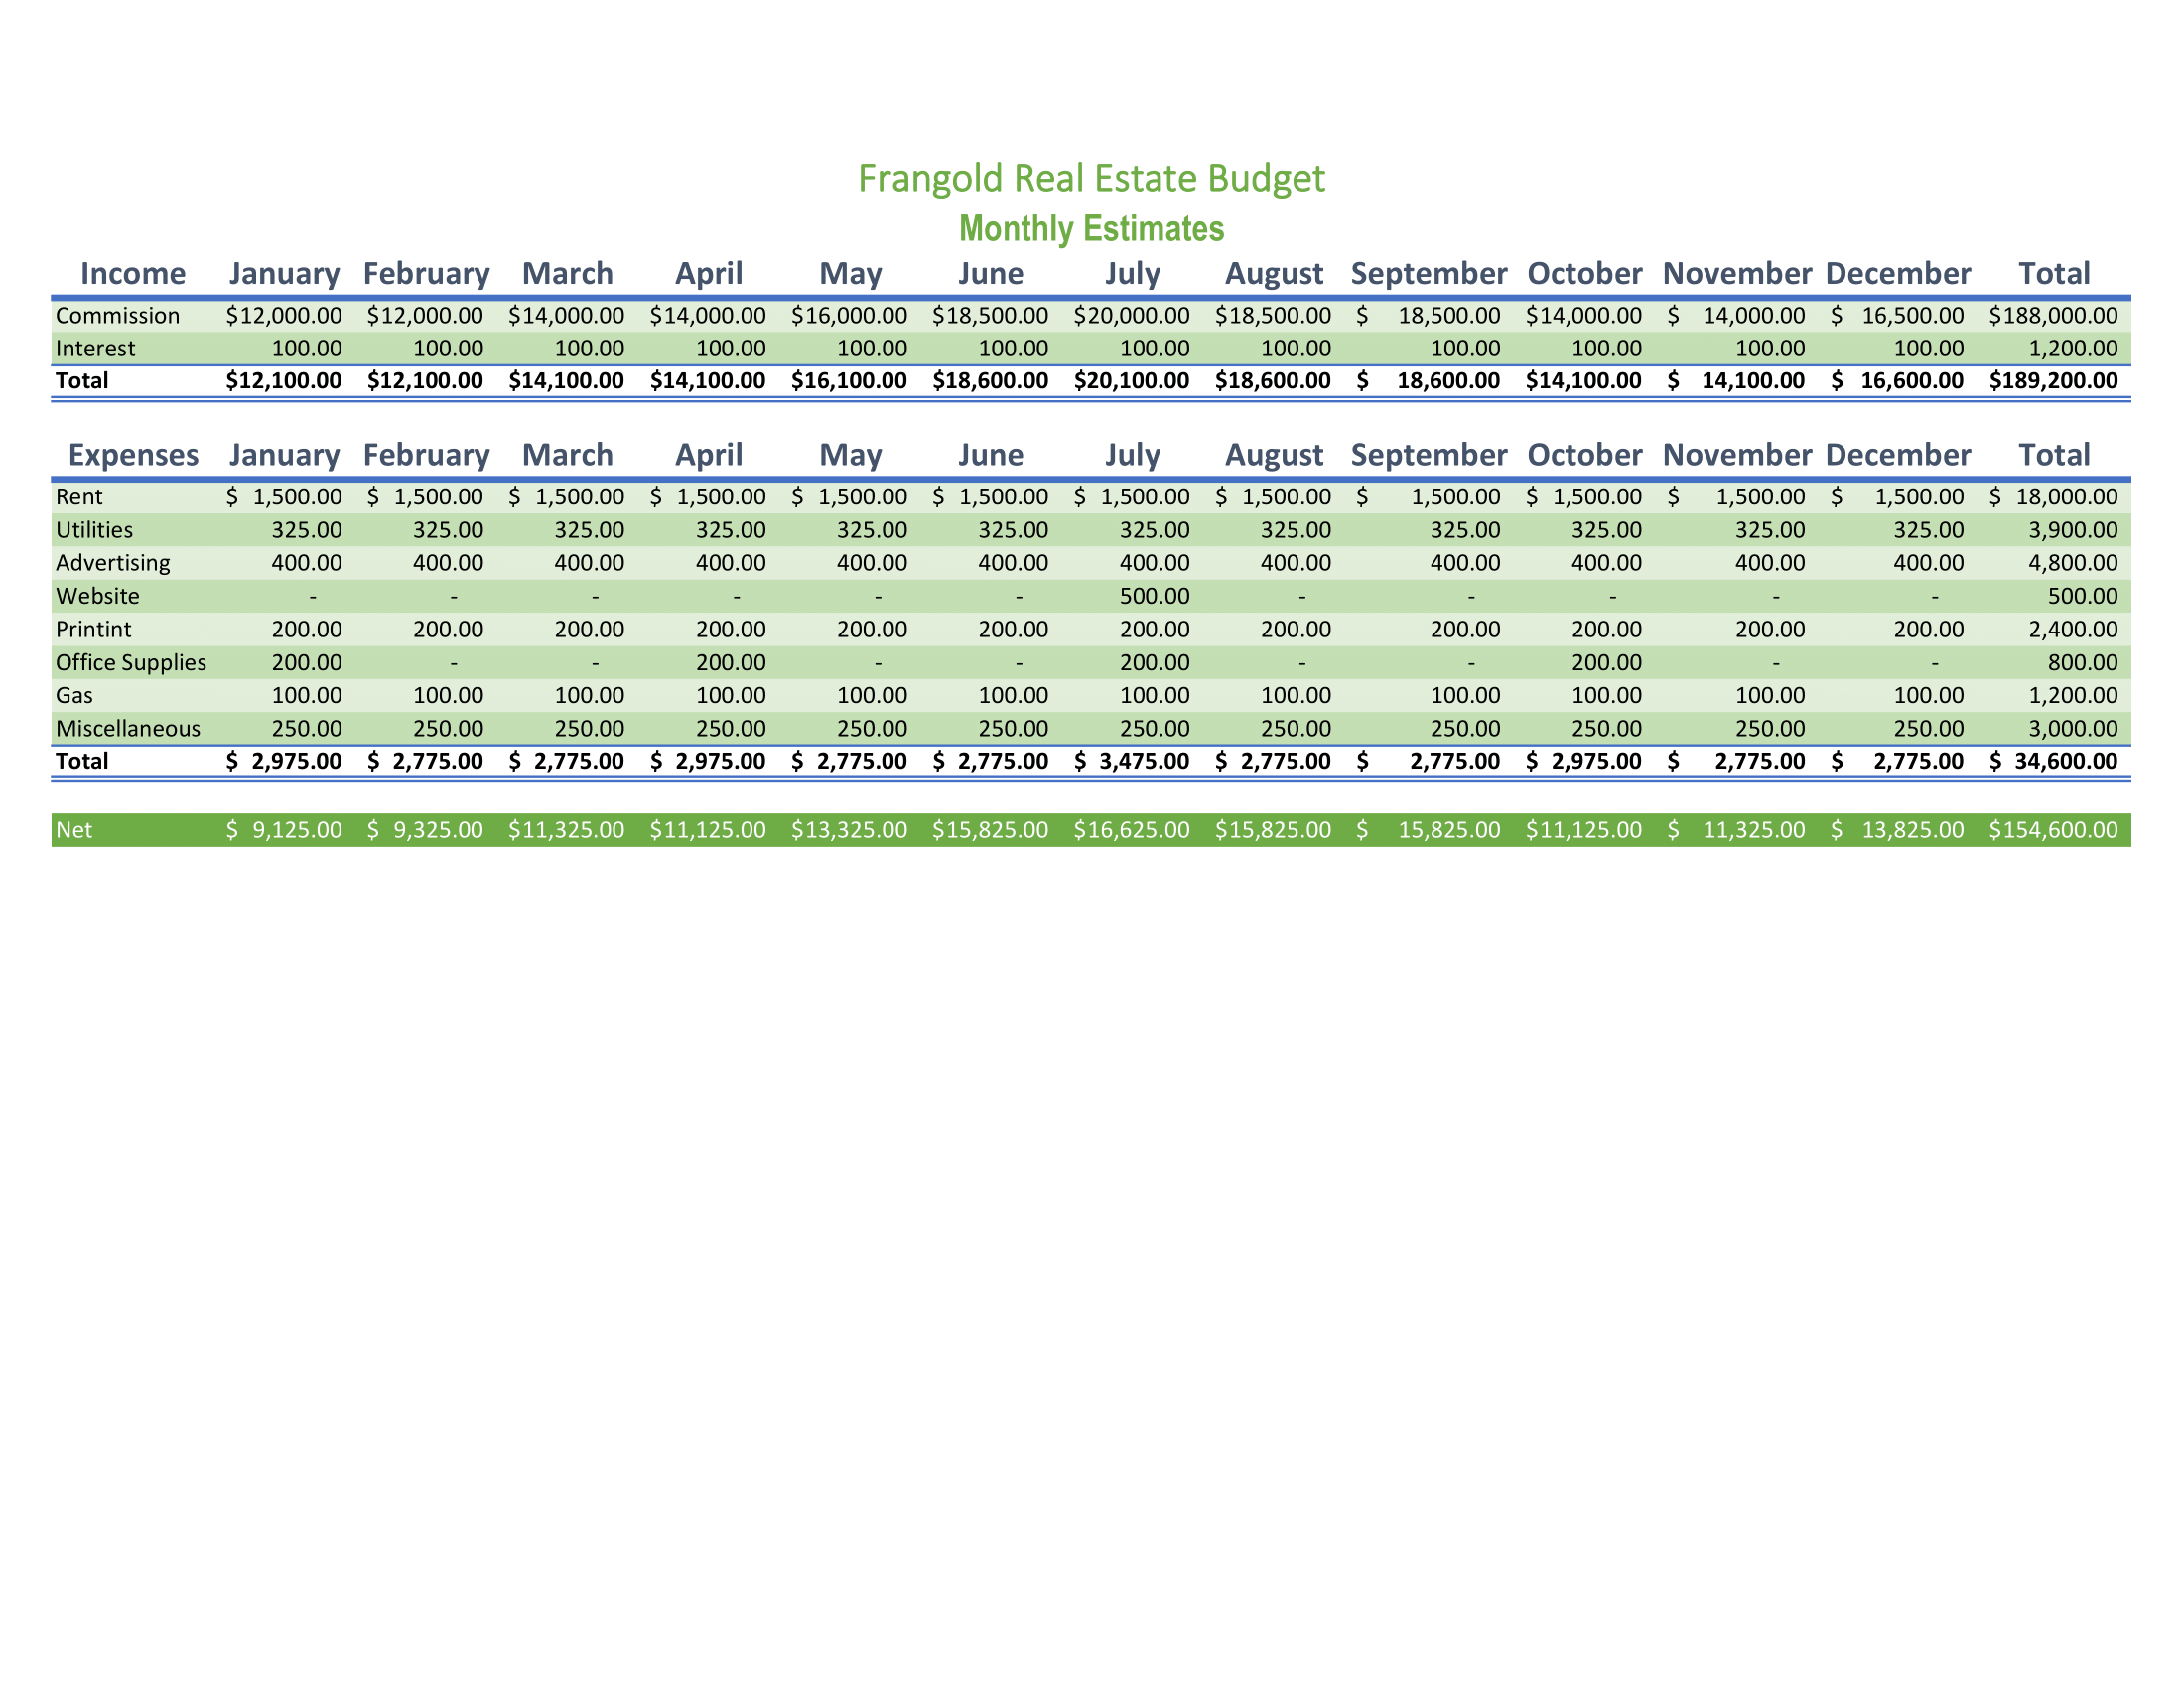 Frangold Real Estate Budget
Monthly Estimates
Income January February March April May June July August September October November December Total
Commission $12,000.00 $12,000.00 $14,000.00 $14,000.00 $16,000.00 $18,500.00 $20,000.00 $18,500.00 $ 18,500.00 $14,000.00 $ 14,000.00 $ 16,500.00 $188,000.00
Interest 100.00 100.00 100.00 100.00 100.00 100.00 100.00 100.00 100.00 100.00 100.00 100.00 1,200.00
Total $12,100.00 $12,100.00 $14,100.00 $14,100.00 $16,100.00 $18,600.00 $20,100.00 $18,600.00 $ 18,600.00 $14,100.00 $ 14,100.00 $ 16,600.00 $189,200.00
Expenses January February March April May June July August September October November December Total
Rent $ 1,500.00 $ 1,500.00 $ 1,500.00 $ 1,500.00 $ 1,500.00 $ 1,500.00 $ 1,500.00 $ 1,500.00 $ 1,500.00 $ 1,500.00 $ 1,500.00 $ 1,500.00 $ 18,000.00
Utilities 325.00 325.00 325.00 325.00 325.00 325.00 325.00 325.00 325.00 325.00 325.00 325.00 3,900.00
Advertising 400.00 400.00 400.00 400.00 400.00 400.00 400.00 400.00 400.00 400.00 400.00 400.00 4,800.00
Website - - - - - - 500.00 - - - - - 500.00
Printint 200.00 200.00 200.00 200.00 200.00 200.00 200.00 200.00 200.00 200.00 200.00 200.00 2,400.00
Office Supplies 200.00 - - 200.00 - - 200.00 - - 200.00 - - 800.00
Gas 100.00 100.00 100.00 100.00 100.00 100.00 100.00 100.00 100.00 100.00 100.00 100.00 1,200.00
Miscellaneous 250.00 250.00 250.00 250.00 250.00 250.00 250.00 250.00 250.00 250.00 250.00 250.00 3,000.00
Total $ 2,975.00 $ 2,775.00 $ 2,775.00 $ 2,975.00 $ 2,775.00 $ 2,775.00 $ 3,475.00 $ 2,775.00 $ 2,775.00 $ 2,975.00 $ 2,775.00 $ 2,775.00 $ 34,600.00
Net $ 9,125.00 $ 9,325.00 $11,325.00 $11,125.00 $13,325.00 $15,825.00 $16,625.00 $15,825.00 $ 15,825.00 $11,125.00 $ 11,325.00 $ 13,825.00 $154,600.00